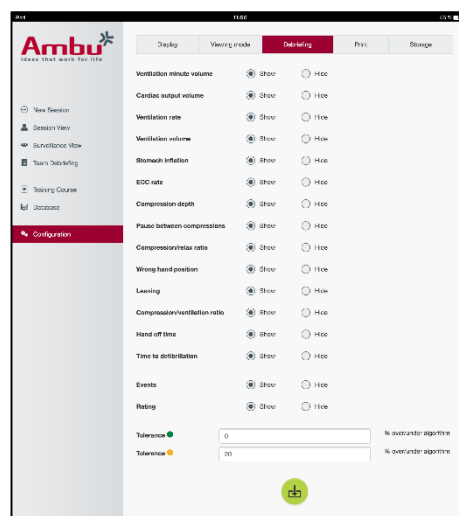 iPad 11.56 65 %
Ambu
Ideas that work for life
Display Viewing mode Debriefing Print Storage
New Session
Session View
Surveillance View
Team Debriefing
Training Course
Database
Configuration
Ventilation minute volume Show Hide
Cardiac output volume Show Hide
Ventilation rate Show Hide
Ventilation volume Show Hide
Stomach inflation Show Hide
ECC rate Show Hide
Compression depth Show Hide
Pause between compressions Show Hide
Compression/relax ratio Show Hide
Wrong hand position Show Hide
Leaning Show Hide
Compression/ventilation ratio Show Hide
Hand off time Show Hide
Time to defibrillation Show Hide
Events Show Hide
Rating Show Hide
Tolerance 0 % over/under algorithm
Tolerance 20 % over/under algorithm